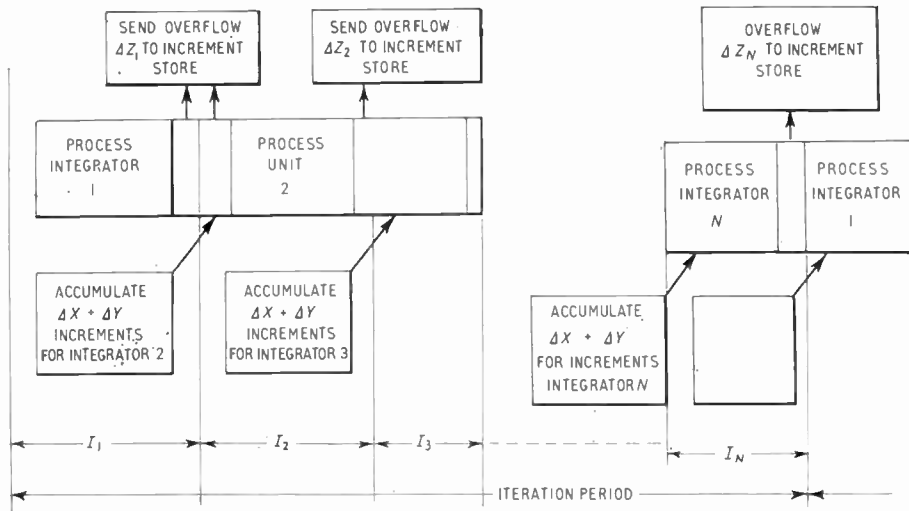 SEND OVERFLOW
ΔZ₁ TO INCREMENT
STORE
SEND OVERFLOW
ΔZ₂ TO INCREMENT
STORE
OVERFLOW
ΔZN TO INCREMENT
STORE
PROCESS
INTEGRATOR
1
PROCESS
UNIT
2
PROCESS
INTEGRATOR
N
PROCESS
INTEGRATOR
1
ACCUMULATE
ΔX + ΔY
INCREMENTS
FOR INTEGRATOR 2
ACCUMULATE
ΔX + ΔY
INCREMENTS
FOR INTEGRATOR 3
ACCUMULATE
ΔX + ΔY
FOR INCREMENTS
INTEGRATOR N
I₁
I₂
I₃
IN
ITERATION PERIOD